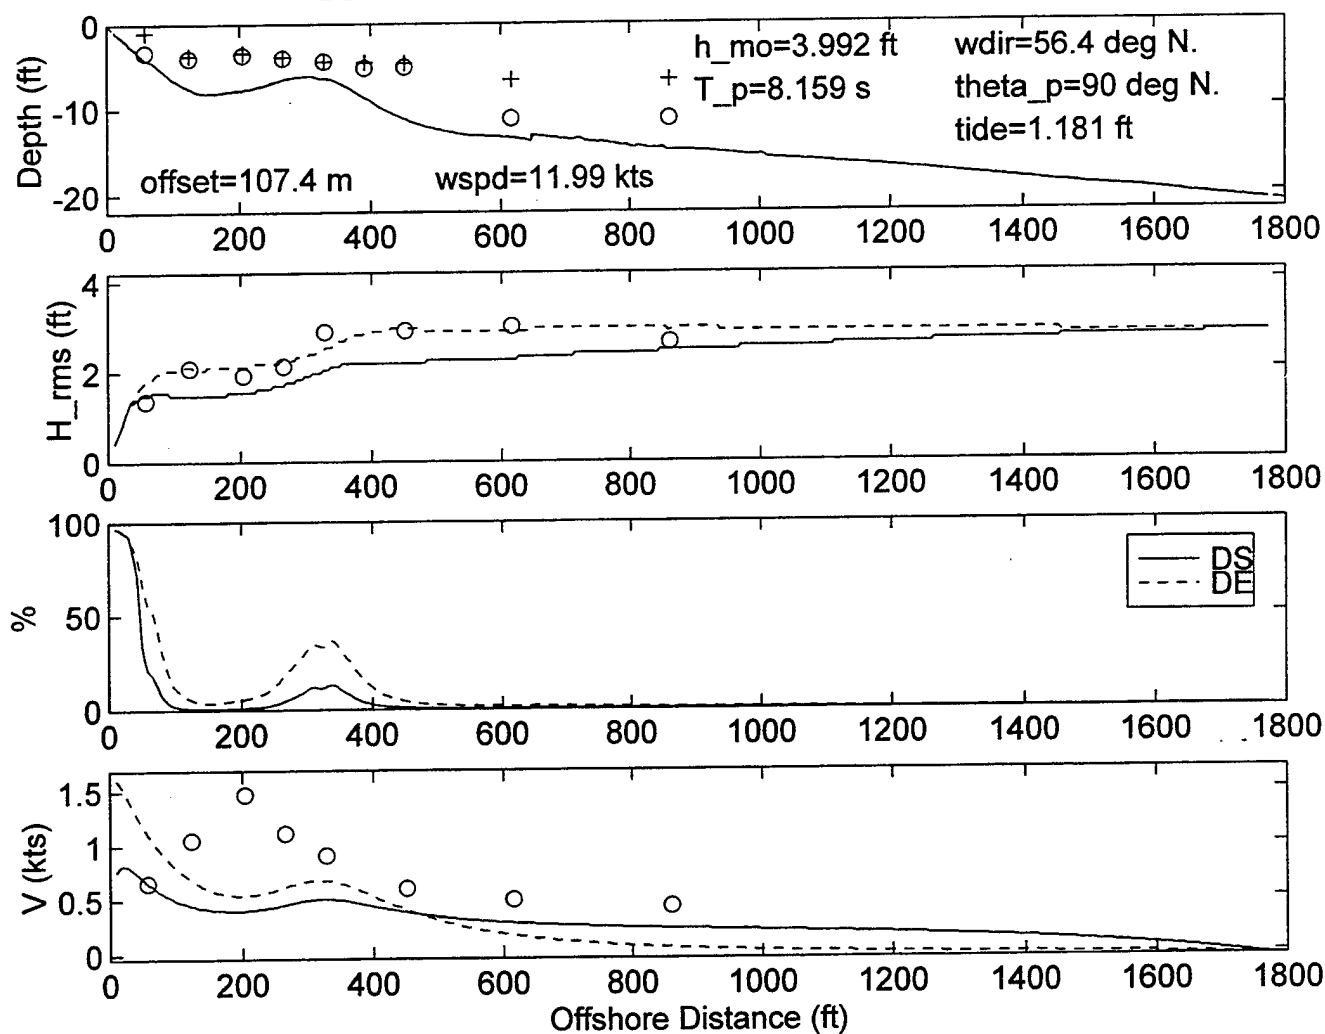 0
-10
-20
Depth (ft)
h_mo=3.992 ft
wdir=56.4 deg N.
T_p=8.159 s
theta_p=90 deg N.
tide=1.181 ft
offset=107.4 m
wspd=11.99 kts
0 200 400 600 800 1000 1200 1400 1600 1800
4
2
0
H_rms (ft)
0 200 400 600 800 1000 1200 1400 1600 1800
100
50
0
%
DS
DE
0 200 400 600 800 1000 1200 1400 1600 1800
1.5
1
0.5
0
V (kts)
0 200 400 600 800 1000 1200 1400 1600 1800
Offshore Distance (ft)